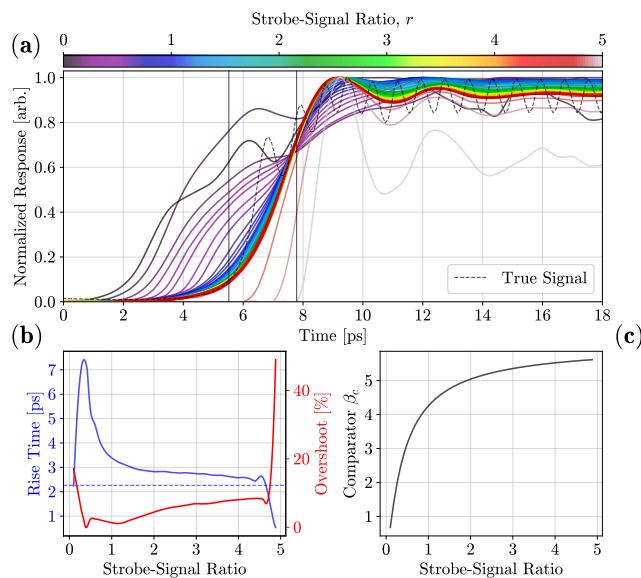 Strobe-Signal Ratio, r
(a)
0 1 2 3 4 5
Normalized Response [arb.]
1.0
0.8
0.6
0.4
0.2
0.0
True Signal
0 2 4 6 8 10 12 14 16 18
Time [ps]
(b)
Rise Time [ps]
7
6
5
4
3
2
1
40
20
0
Overshoot [%]
0 1 2 3 4 5
Strobe-Signal Ratio
(c)
Comparator βc
5
4
3
2
1
0 1 2 3 4 5
Strobe-Signal Ratio